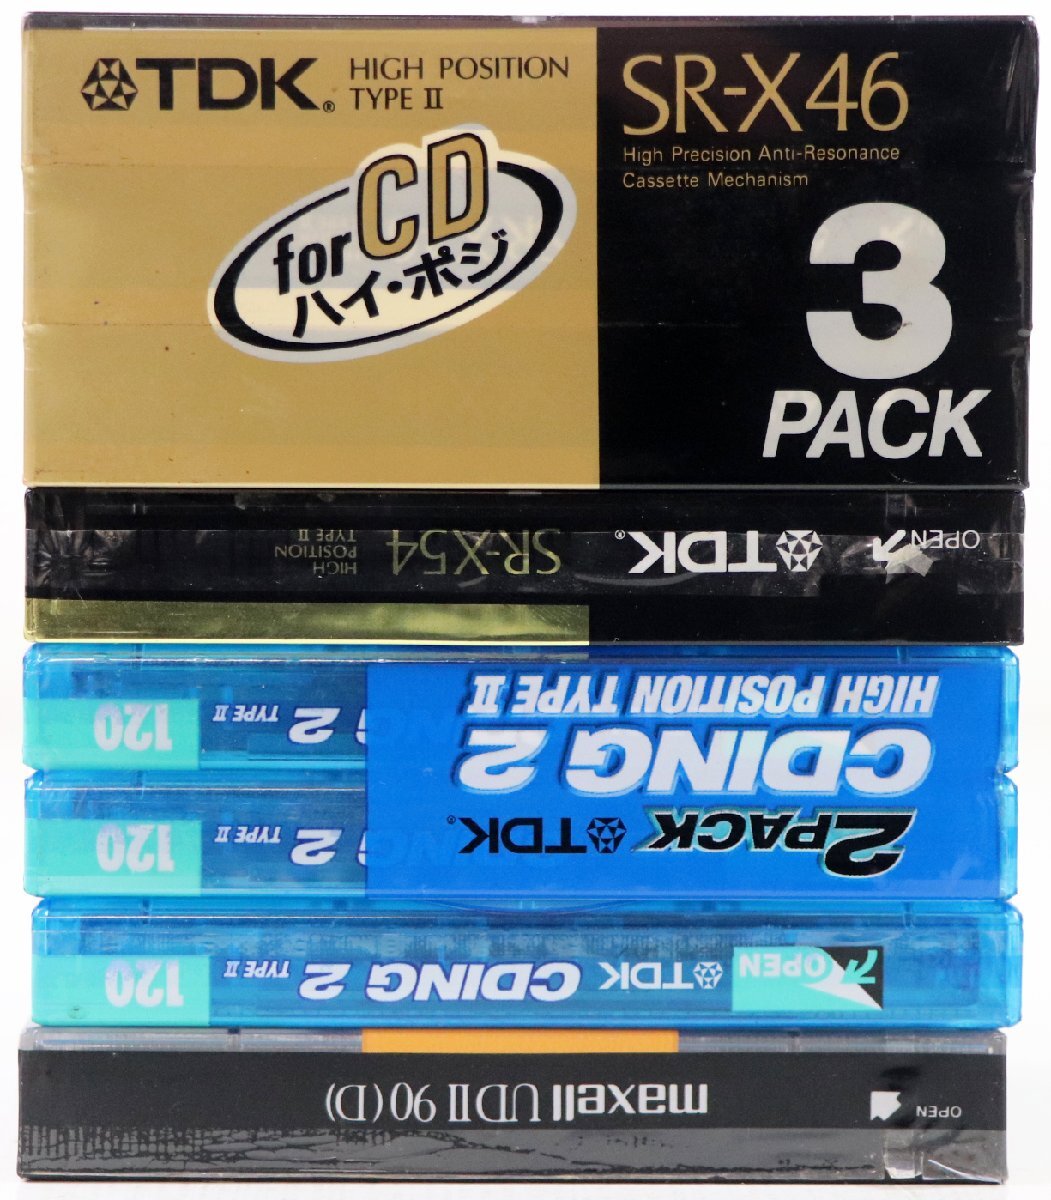 TDK® HIGH POSITION
TYPE II
SR-X46
High Precision Anti-Resonance
Cassette Mechanism
for CD
ハイ・ポジ
3
PACK
OPEN TDK® SR-X54 HIGH
POSITION
TYPE II
2PACK TDK®
CDING 2
HIGH POSITION TYPE II
2 TYPE II 120
2 TYPE II 120
OPEN TDK CDING 2 TYPE II 120
OPEN maxell UDII 90 (D)